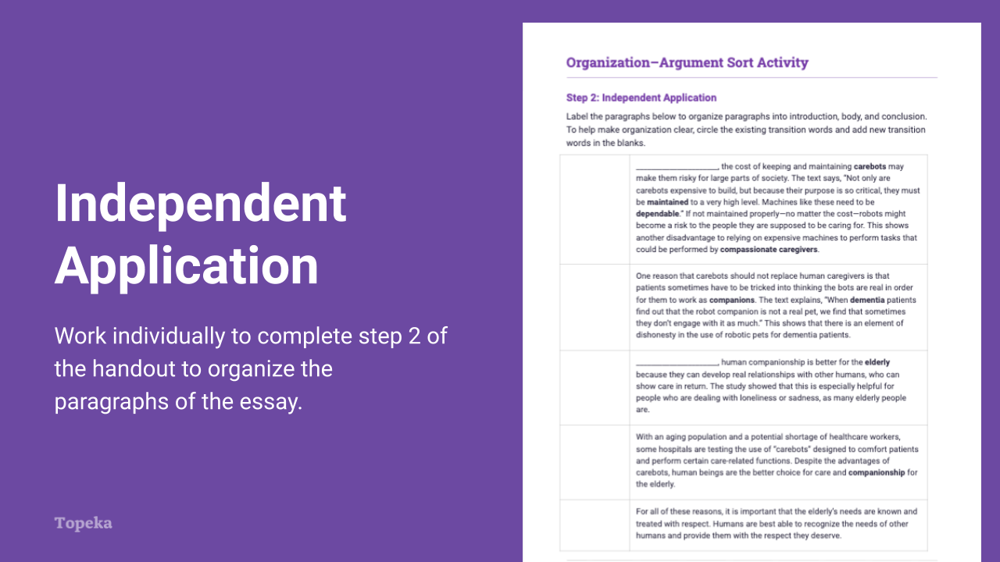 Independent
Application
Work individually to complete step 2 of
the handout to organize the
paragraphs of the essay.
Topeka
Organization–Argument Sort Activity
Step 2: Independent Application
Label the paragraphs below to organize paragraphs into introduction, body, and conclusion.
To help make organization clear, circle the existing transition words and add new transition
words in the blanks.
____________________, the cost of keeping and maintaining carebots may
make them risky for large parts of society. The text says, “Not only are
carebots expensive to build, but because their purpose is so critical, they must
be maintained to a very high level. Machines like these need to be
dependable.” If not maintained properly—no matter the cost—robots might
become a risk to the people they are supposed to be caring for. This shows
another disadvantage to relying on expensive machines to perform tasks that
could be performed by compassionate caregivers.
One reason that carebots should not replace human caregivers is that
patients sometimes have to be tricked into thinking the bots are real in order
for them to work as companions. The text explains, “When dementia patients
find out that the robot companion is not a real pet, we find that sometimes
they don’t engage with it as much.” This shows that there is an element of
dishonesty in the use of robotic pets for dementia patients.
____________________, human companionship is better for the elderly
because they can develop real relationships with other humans, who can
show care in return. The study showed that this is especially helpful for
people who are dealing with loneliness or sadness, as many elderly people
are.
With an aging population and a potential shortage of healthcare workers,
some hospitals are testing the use of “carebots” designed to comfort patients
and perform certain care-related functions. Despite the advantages of
carebots, human beings are the better choice for care and companionship for
the elderly.
For all of these reasons, it is important that the elderly’s needs are known and
treated with respect. Humans are best able to recognize the needs of other
humans and provide them with the respect they deserve.